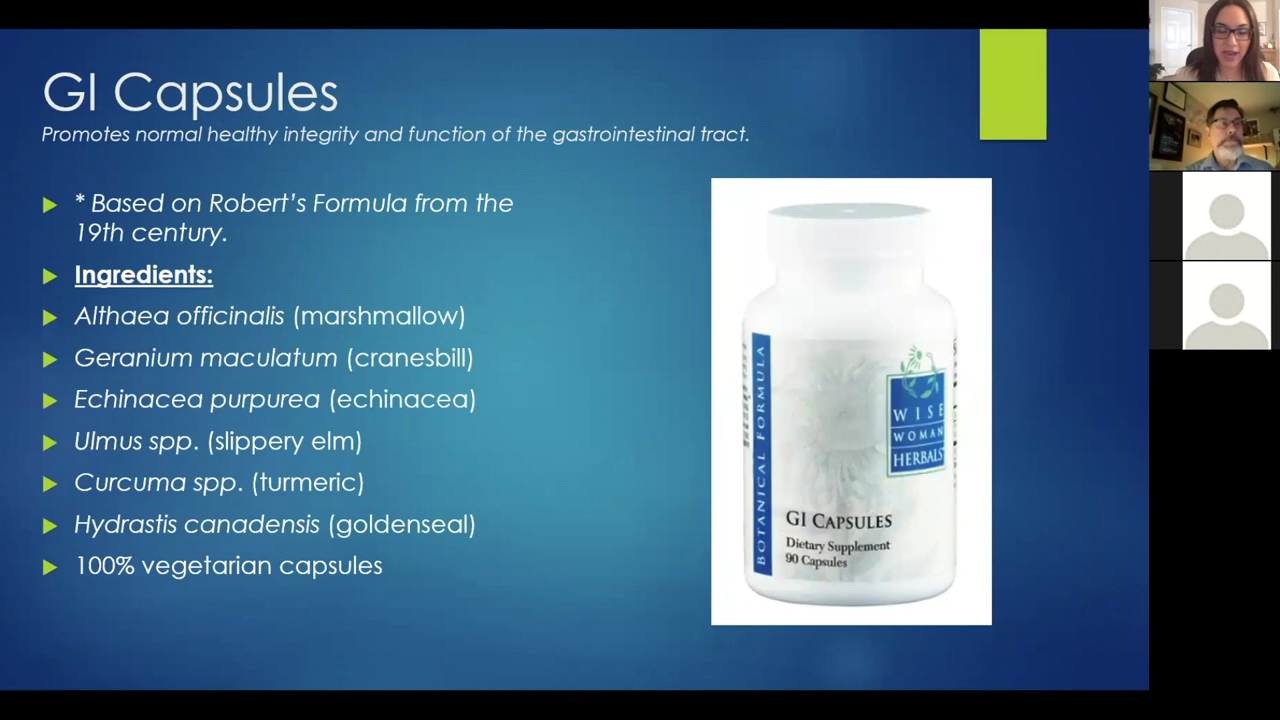 GI Capsules
Promotes normal healthy integrity and function of the gastrointestinal tract.
* Based on Robert’s Formula from the
19th century.
Ingredients:
Althaea officinalis (marshmallow)
Geranium maculatum (cranesbill)
Echinacea purpurea (echinacea)
Ulmus spp. (slippery elm)
Curcuma spp. (turmeric)
Hydrastis canadensis (goldenseal)
100% vegetarian capsules
BOTANICAL FORMULA
WISE
WOMAN
HERBALS
GI CAPSULES
Dietary Supplement
90 Capsules